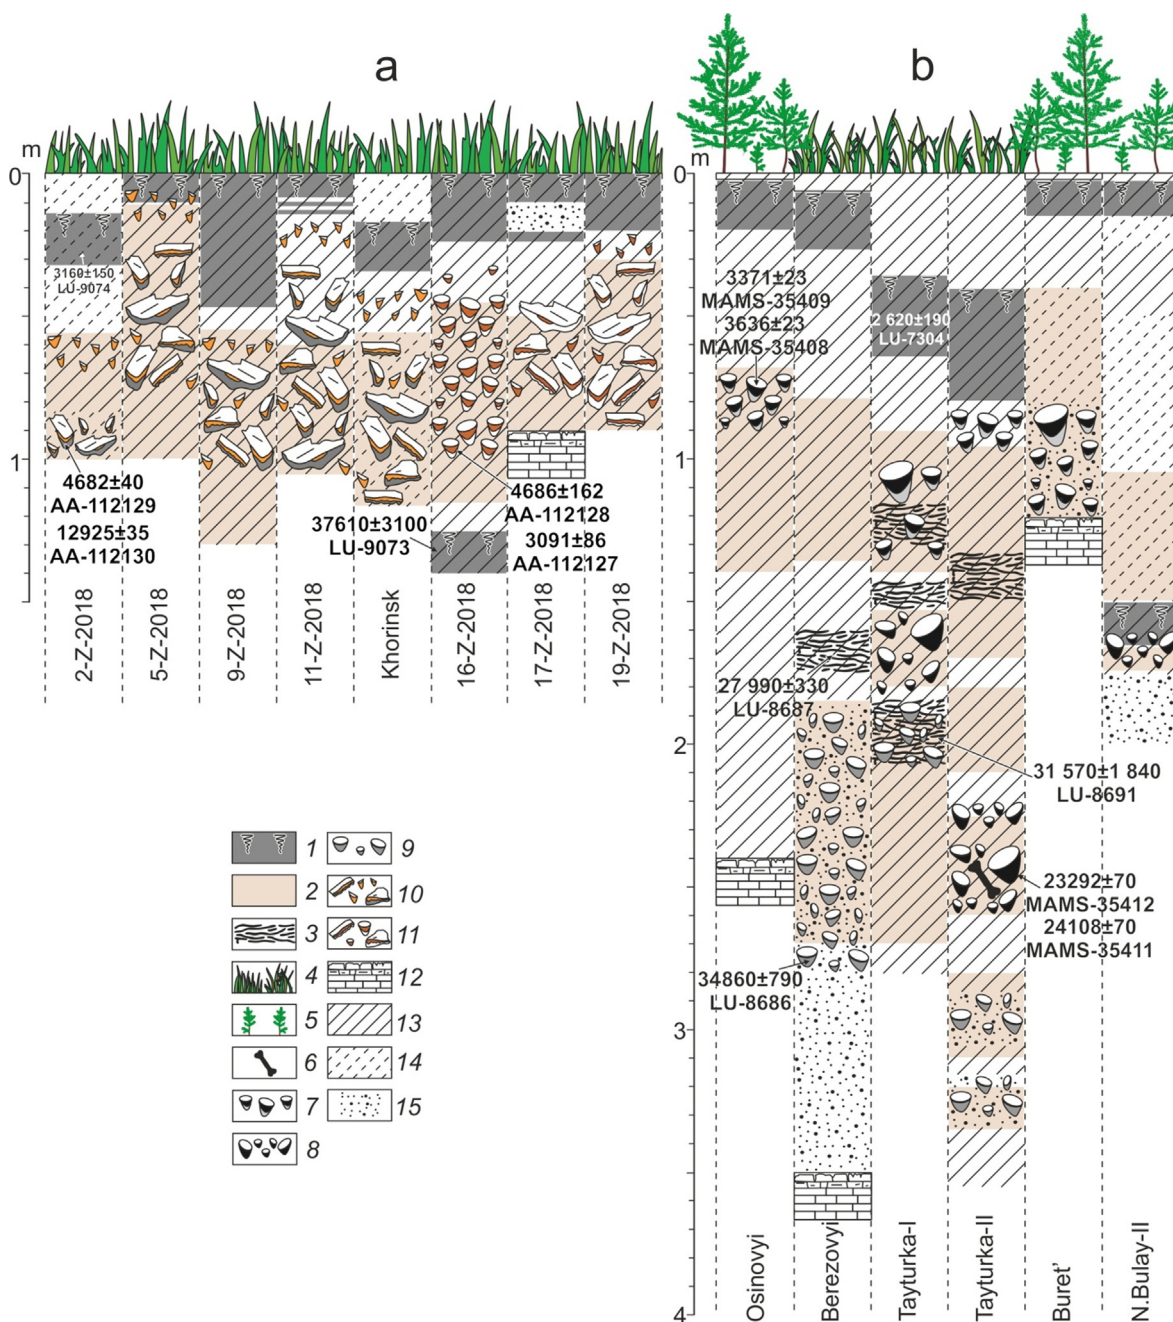 a
b
m
0
1
3160±150
LU-9074
4682±40
AA-112129
12925±35
AA-112130
37610±3100
LU-9073
4686±162
AA-112128
3091±86
AA-112127
2-Z-2018
5-Z-2018
9-Z-2018
11-Z-2018
Khorinsk
16-Z-2018
17-Z-2018
19-Z-2018
m
0
1
2
3
4
3371±23
MAMS-35409
3636±23
MAMS-35408
2 620±190
LU-7304
27 990±330
LU-8687
31 570±1 840
LU-8691
23292±70
MAMS-35412
24108±70
MAMS-35411
34860±790
LU-8686
Osinovyi
Berezovyi
Tayturka-I
Tayturka-II
Buret’
N.Bulay-II
1
2
3
4
5
6
7
8
9
10
11
12
13
14
15